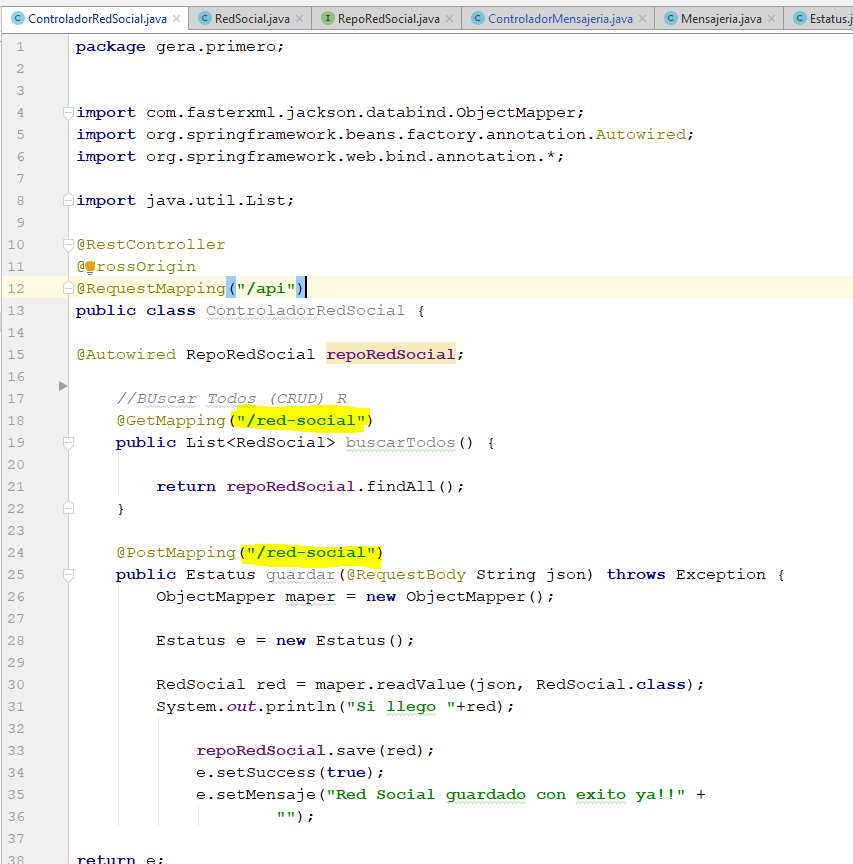 ControladorRedSocial.java RedSocial.java RepoRedSocial.java ControladorMensajeria.java Mensajeria.java Estatus.j
1 package gera.primero;
2
3
4 import com.fasterxml.jackson.databind.ObjectMapper;
5 import org.springframework.beans.factory.annotation.Autowired;
6 import org.springframework.web.bind.annotation.*;
7
8 import java.util.List;
9
10 @RestController
11 @rossOrigin
12 @RequestMapping("/api")
13 public class ControladorRedSocial {
14
15 @Autowired RepoRedSocial repoRedSocial;
16
17 //BUscar Todos (CRUD) R
18 @GetMapping("/red-social")
19 public List<RedSocial> buscarTodos() {
20
21 return repoRedSocial.findAll();
22 }
23
24 @PostMapping("/red-social")
25 public Estatus guardar(@RequestBody String json) throws Exception {
26 ObjectMapper maper = new ObjectMapper();
27
28 Estatus e = new Estatus();
29
30 RedSocial red = maper.readValue(json, RedSocial.class);
31 System.out.println("Si llego "+red);
32
33 repoRedSocial.save(red);
34 e.setSuccess(true);
35 e.setMensaje("Red Social guardado con exito ya!!" +
36 "");
37
38 return e;